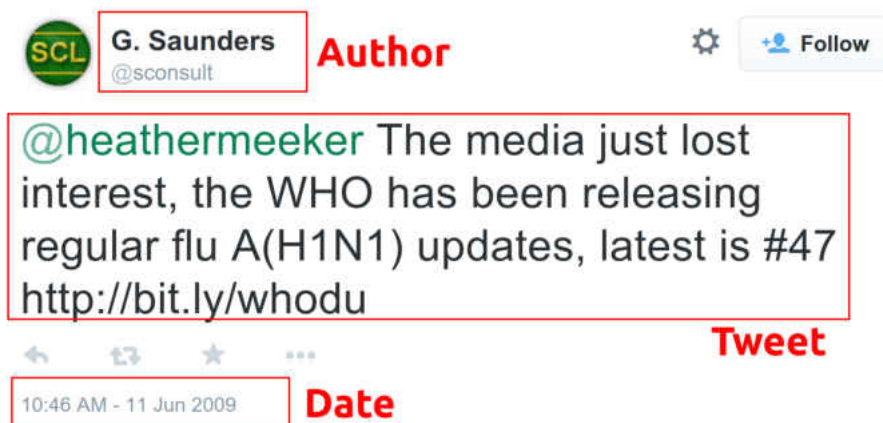 SCL
G. Saunders
@sconsult
Author
Follow
@heathermeeker The media just lost
interest, the WHO has been releasing
regular flu A(H1N1) updates, latest is #47
http://bit.ly/whodu
Tweet
10:46 AM - 11 Jun 2009
Date